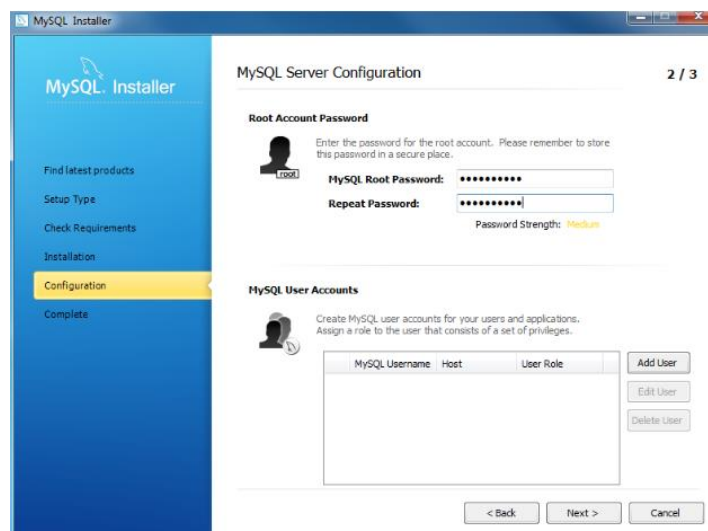 MySQL Installer
MySQL Installer
Find latest products
Setup Type
Check Requirements
Installation
Configuration
Complete
MySQL Server Configuration
2 / 3
Root Account Password
Enter the password for the root account. Please remember to store
this password in a secure place.
root
MySQL Root Password: ●●●●●●●●●●
Repeat Password: ●●●●●●●●●●
Password Strength: Medium
MySQL User Accounts
Create MySQL user accounts for your users and applications.
Assign a role to the user that consists of a set of privileges.
MySQL Username Host User Role
Add User
Edit User
Delete User
< Back Next > Cancel